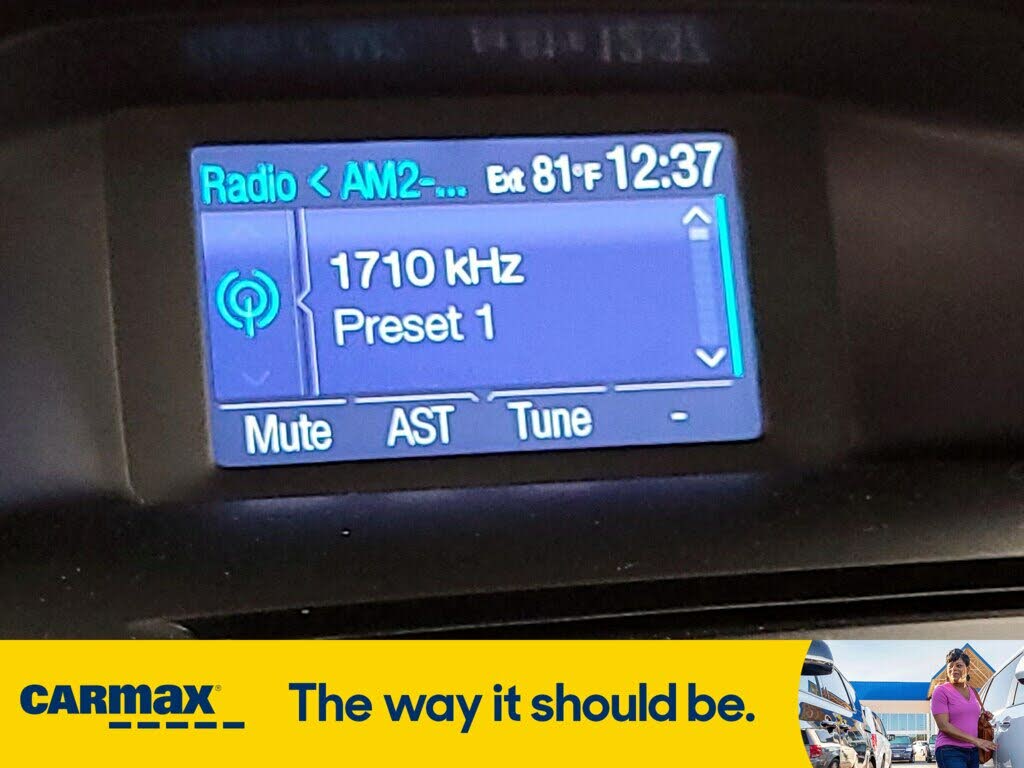 Radio < AM2-... Ext 81°F 12:37
1710 kHz
Preset 1
Mute AST Tune -
CARMAX®
The way it should be.